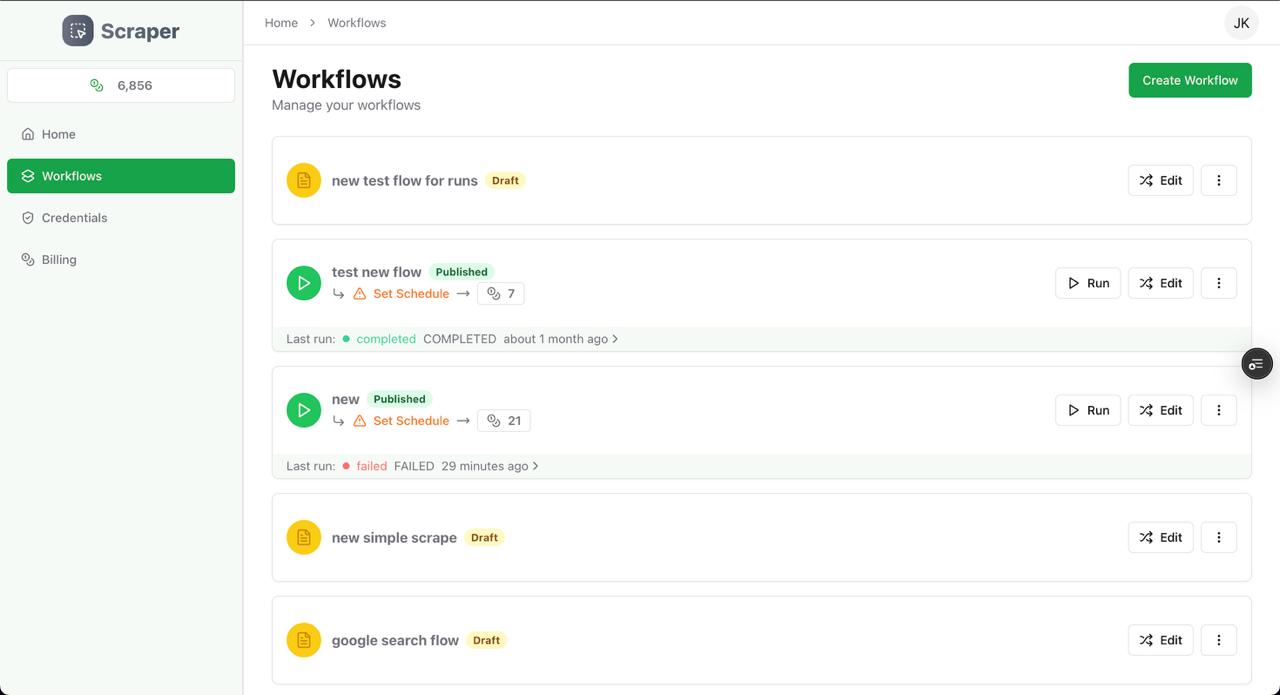 Scraper
6,856
Home
Workflows
Credentials
Billing
Home > Workflows
JK
Workflows
Manage your workflows
Create Workflow
new test flow for runs Draft
Edit
test new flow Published
Set Schedule → 7
Run Edit
Last run: completed COMPLETED about 1 month ago >
new Published
Set Schedule → 21
Run Edit
Last run: failed FAILED 29 minutes ago >
new simple scrape Draft
Edit
google search flow Draft
Edit